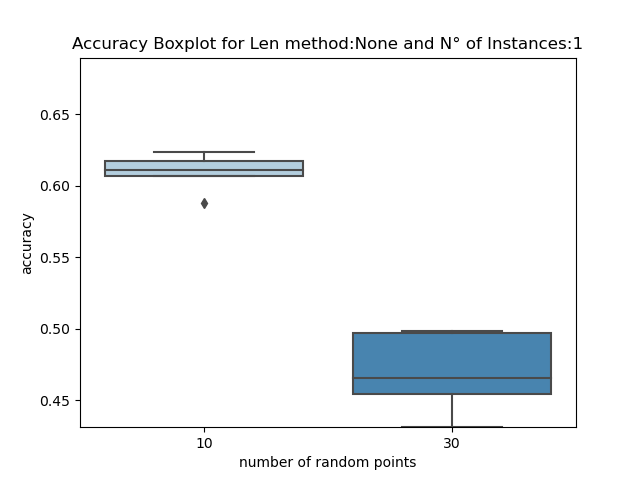 Accuracy Boxplot for Len method:None and N° of Instances:1
0.65
0.60
0.55
0.50
0.45
accuracy
10
30
number of random points